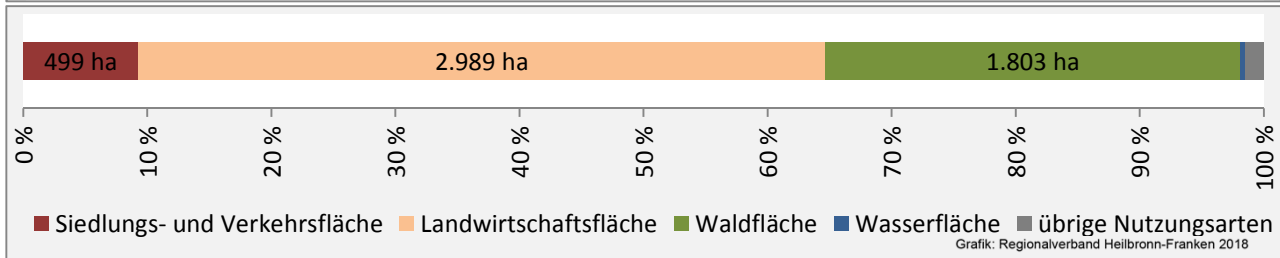 499 ha 2.989 ha 1.803 ha
0 % 10 % 20 % 30 % 40 % 50 % 60 % 70 % 80 % 90 % 100 %
Siedlungs- und Verkehrsfläche Landwirtschaftsfläche Waldfläche Wasserfläche übrige Nutzungsarten
Grafik: Regionalverband Heilbronn-Franken 2018